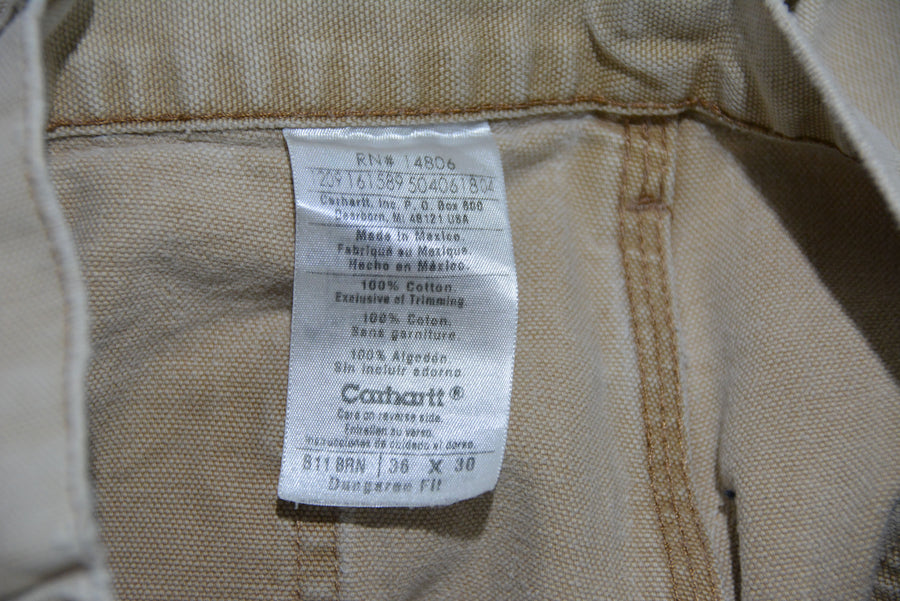 RN# 14806
1209161589 50406180Z
Carhartt, Inc. P. O. Box 600
Dearborn, MI 48121 USA
Made in Mexico.
Fabriqué au Mexique.
Hecho en México.
100% Cotton.
Exclusive of Trimming
100% Coton.
Sans garniture.
100% Algodón
Sin incluir adorno
Carhartt®
Care on reverse side.
Entretien au verso.
Instrucciones de cuidado al dorso.
B11 BRN | 36 X 30
Dungaree Fit